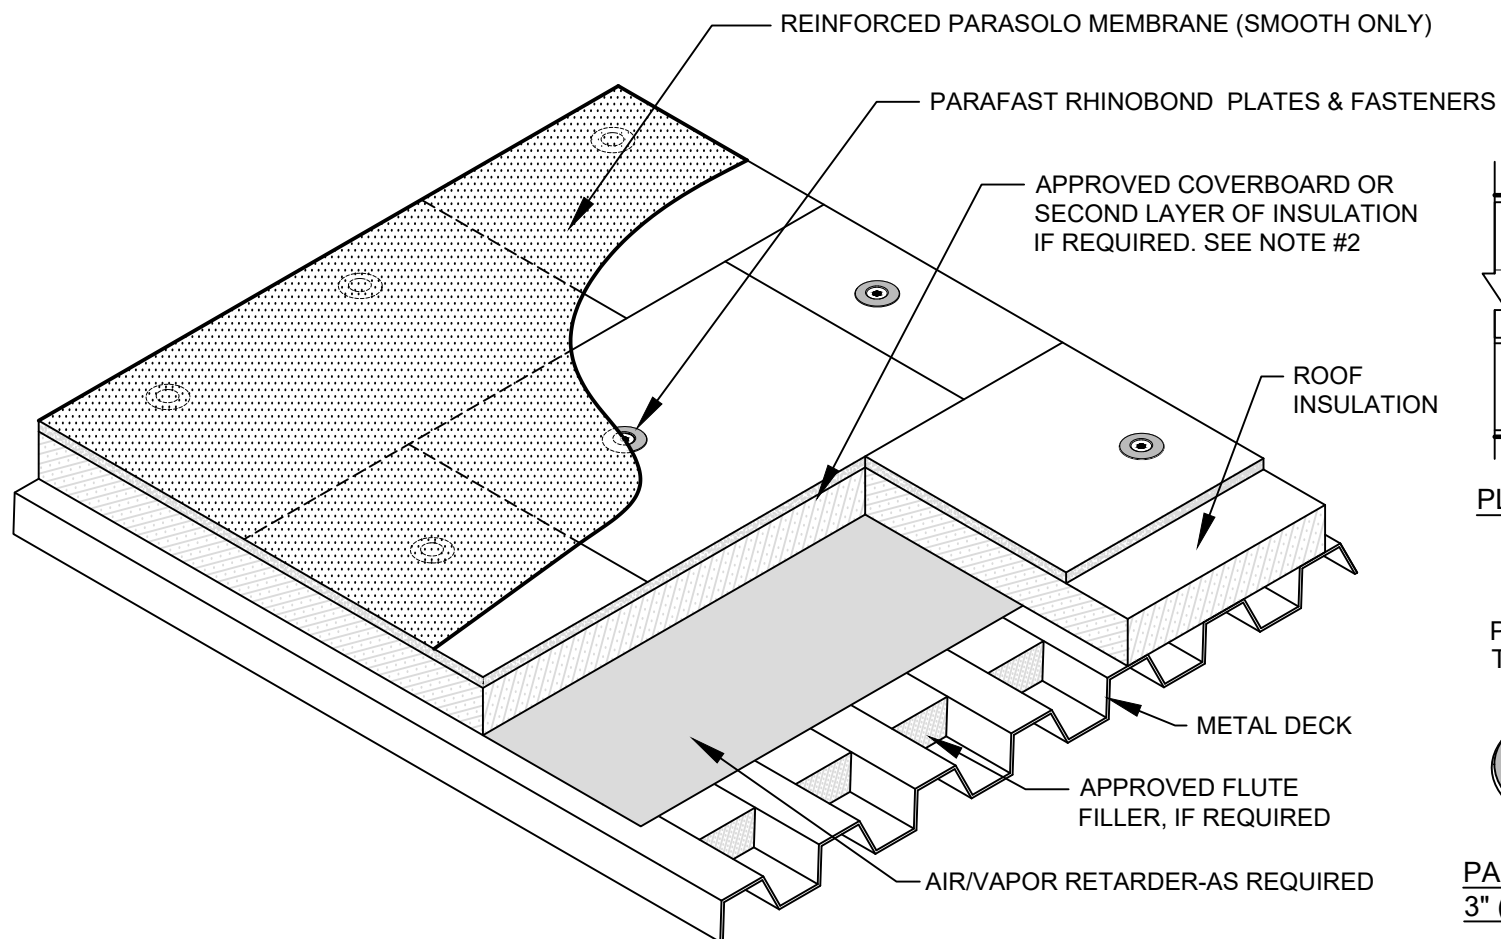 REINFORCED PARASOLO MEMBRANE (SMOOTH ONLY)
PARAFAST RHINOBOND PLATES & FASTENERS
APPROVED COVERBOARD OR
SECOND LAYER OF INSULATION
IF REQUIRED. SEE NOTE #2
ROOF
INSULATION
METAL DECK
APPROVED FLUTE
FILLER, IF REQUIRED
AIR/VAPOR RETARDER-AS REQUIRED
3"